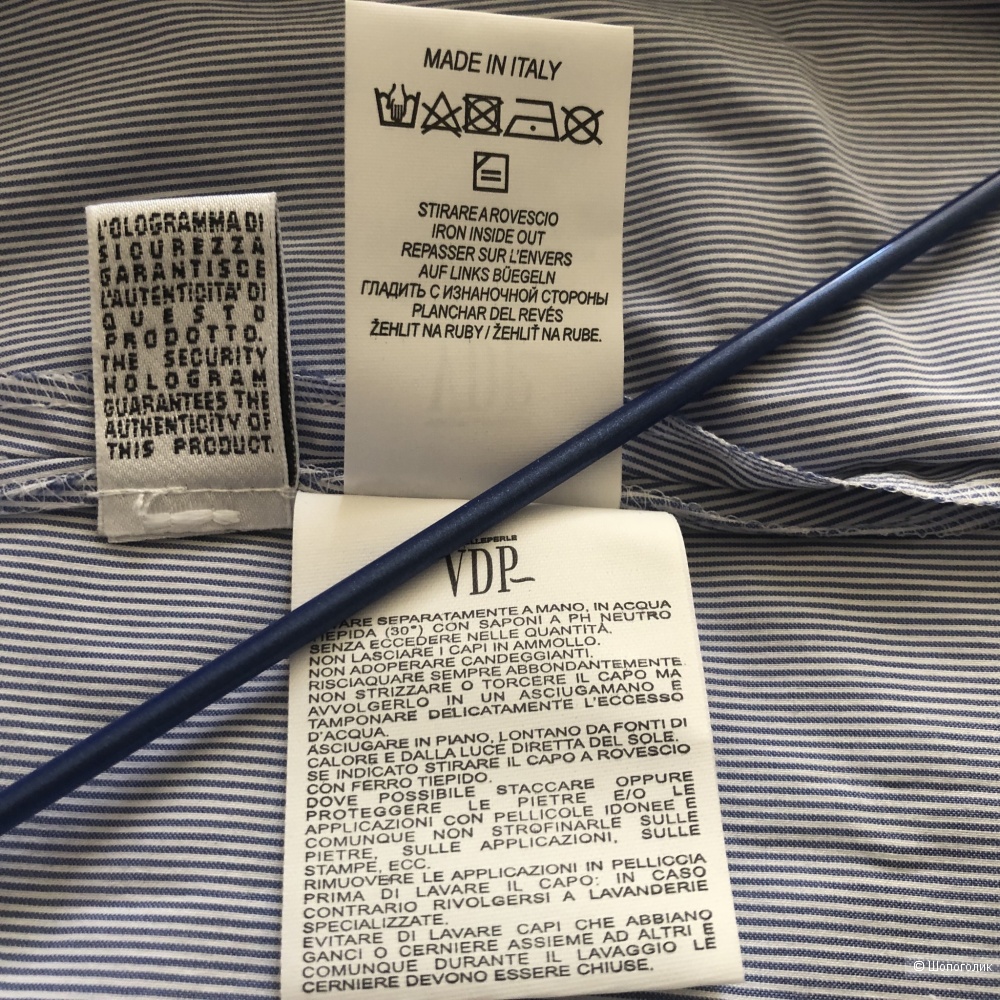 MADE IN ITALY
STIRARE A ROVESCIO
IRON INSIDE OUT
REPASSER SUR L'ENVERS
AUF LINKS BÜEGELN
ГЛАДИТЬ С ИЗНАНОЧНОЙ СТОРОНЫ
PLANCHAR DEL REVÉS
ŽEHLIT NA RUBY / ŽEHLIŤ NA RUBE.
L'OLOGRAMMA DI
SICUREZZA
GARANTISCE
L'AUTENTICITA' DI
QUESTO
PRODOTTO.
THE SECURITY
HOLOGRAM
GUARANTEES THE
AUTHENTICITY OF
THIS PRODUCT.
VDP
SEPARATAMENTE A MANO, IN ACQUA
TIEPIDA (30°) CON SAPONI A PH NEUTRO
SENZA ECCEDERE NELLE QUANTITÀ.
NON LASCIARE I CAPI IN AMMOLLO.
NON ADOPERARE CANDEGGIANTI.
RISCIAQUARE SEMPRE ABBONDANTEMENTE
NON STRIZZARE O TORCERE IL CAPO MA
AVVOLGERLO IN UN ASCIUGAMANO E
TAMPONARE DELICATAMENTE L'ECCESSO
D'ACQUA.
ASCIUGARE IN PIANO, LONTANO DA FONTI DI
CALORE E DALLA LUCE DIRETTA DEL SOLE.
SE INDICATO STIRARE IL CAPO A ROVESCIO
CON FERRO TIEPIDO.
DOVE POSSIBILE STACCARE OPPURE
PROTEGGERE LE PIETRE E/O LE
APPLICAZIONI CON PELLICOLE IDONEE E
COMUNQUE NON STROFINARLE SULLE
PIETRE, SULLE APPLICAZIONI, SULLE
STAMPE, ECC.
RIMUOVERE LE APPLICAZIONI IN PELLICCIA
PRIMA DI LAVARE IL CAPO: IN CASO
CONTRARIO RIVOLGERSI A LAVANDERIE
SPECIALIZZATE.
EVITARE DI LAVARE CAPI CHE ABBIANO
GANCI O CERNIERE ASSIEME AD ALTRI E
COMUNQUE DURANTE IL LAVAGGIO LE
CERNIERE DEVONO ESSERE CHIUSE.
© Шопоголик